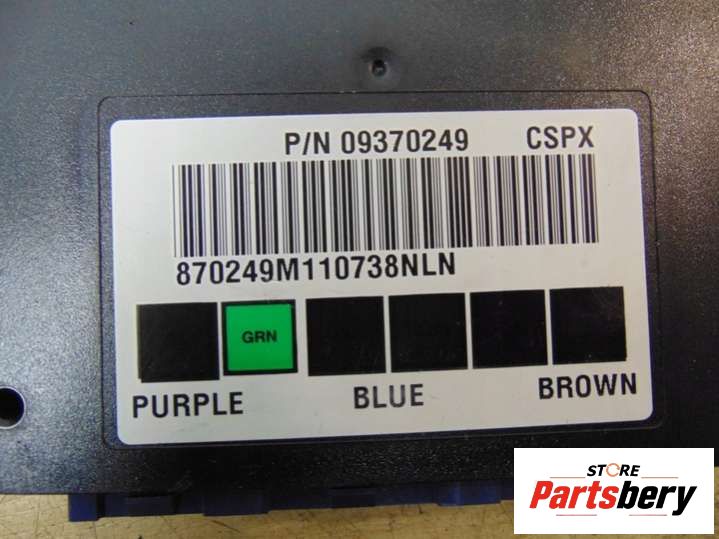 P/N 09370249 CSPX
870249M110738NLN
GRN
PURPLE BLUE BROWN
STORE
Partsbery